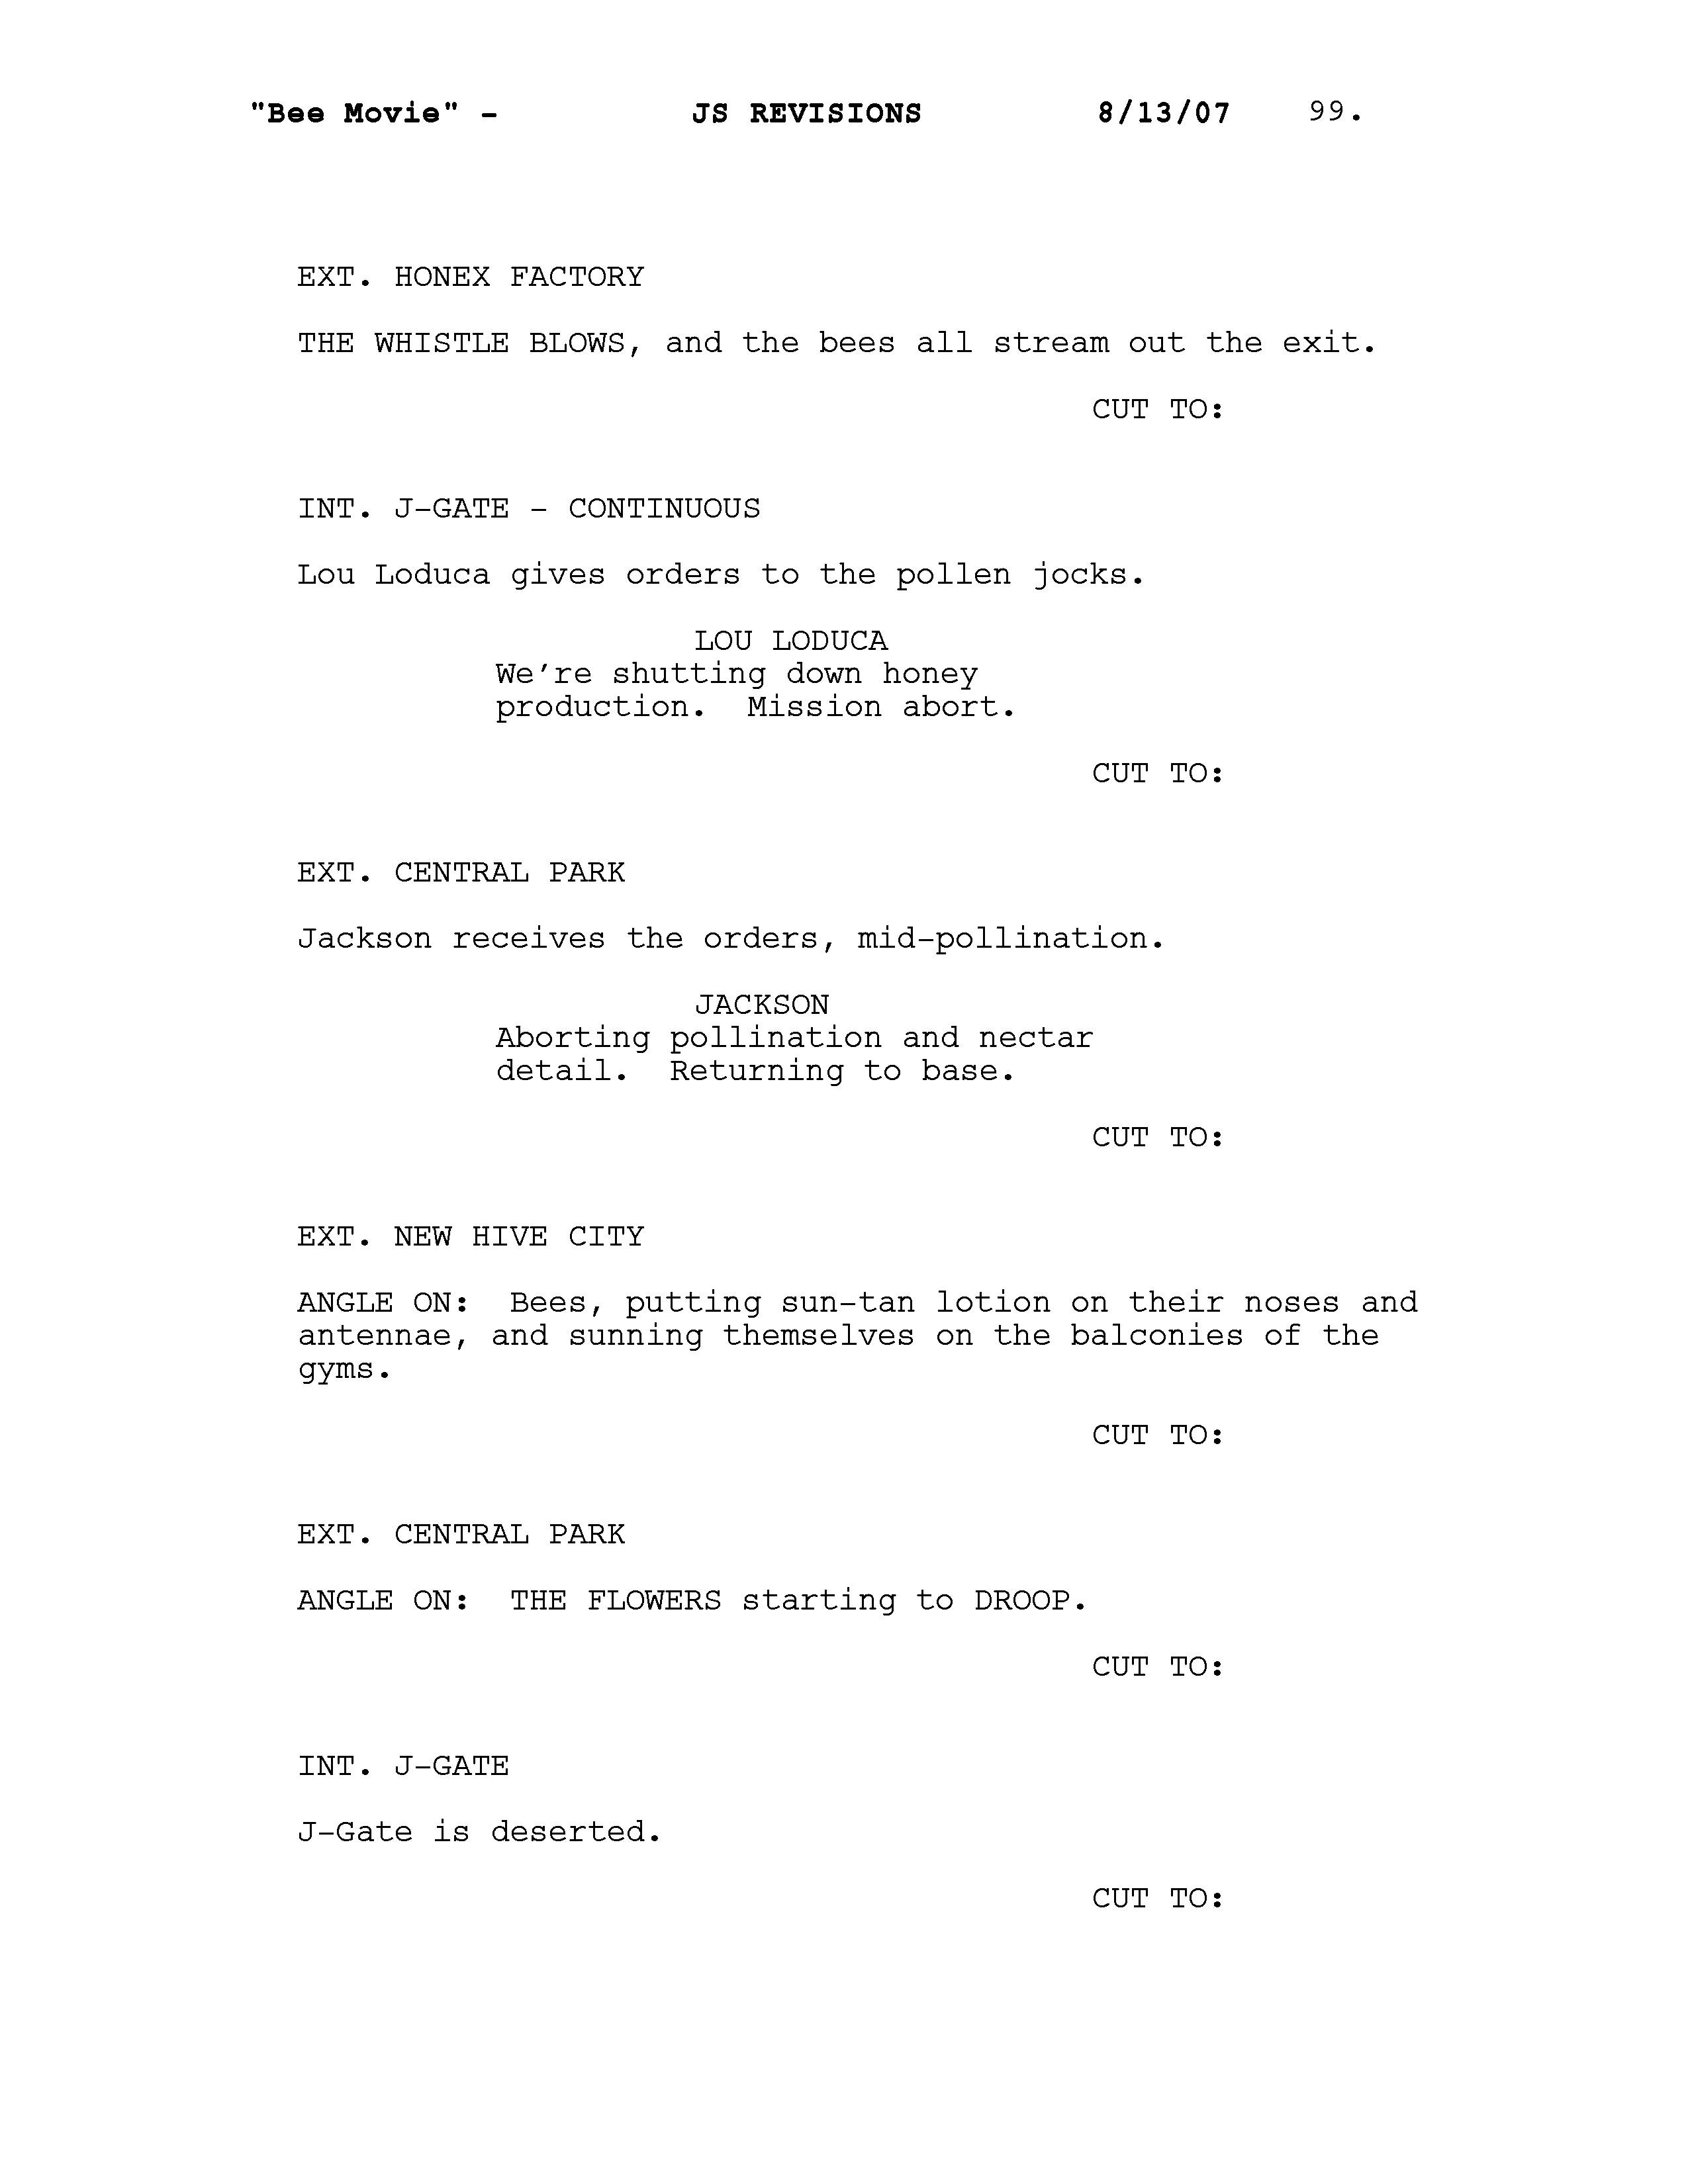 "Bee Movie" - JS REVISIONS 8/13/07 99.
EXT. HONEX FACTORY
THE WHISTLE BLOWS, and the bees all stream out the exit.
CUT TO:
INT. J-GATE - CONTINUOUS
Lou Loduca gives orders to the pollen jocks.
LOU LODUCA
We're shutting down honey
production.  Mission abort.
CUT TO:
EXT. CENTRAL PARK
Jackson receives the orders, mid-pollination.
JACKSON
Aborting pollination and nectar
detail.  Returning to base.
CUT TO:
EXT. NEW HIVE CITY
ANGLE ON:  Bees, putting sun-tan lotion on their noses and
antennae, and sunning themselves on the balconies of the
gyms.
CUT TO:
EXT. CENTRAL PARK
ANGLE ON:  THE FLOWERS starting to DROOP.
CUT TO:
INT. J-GATE
J-Gate is deserted.
CUT TO: